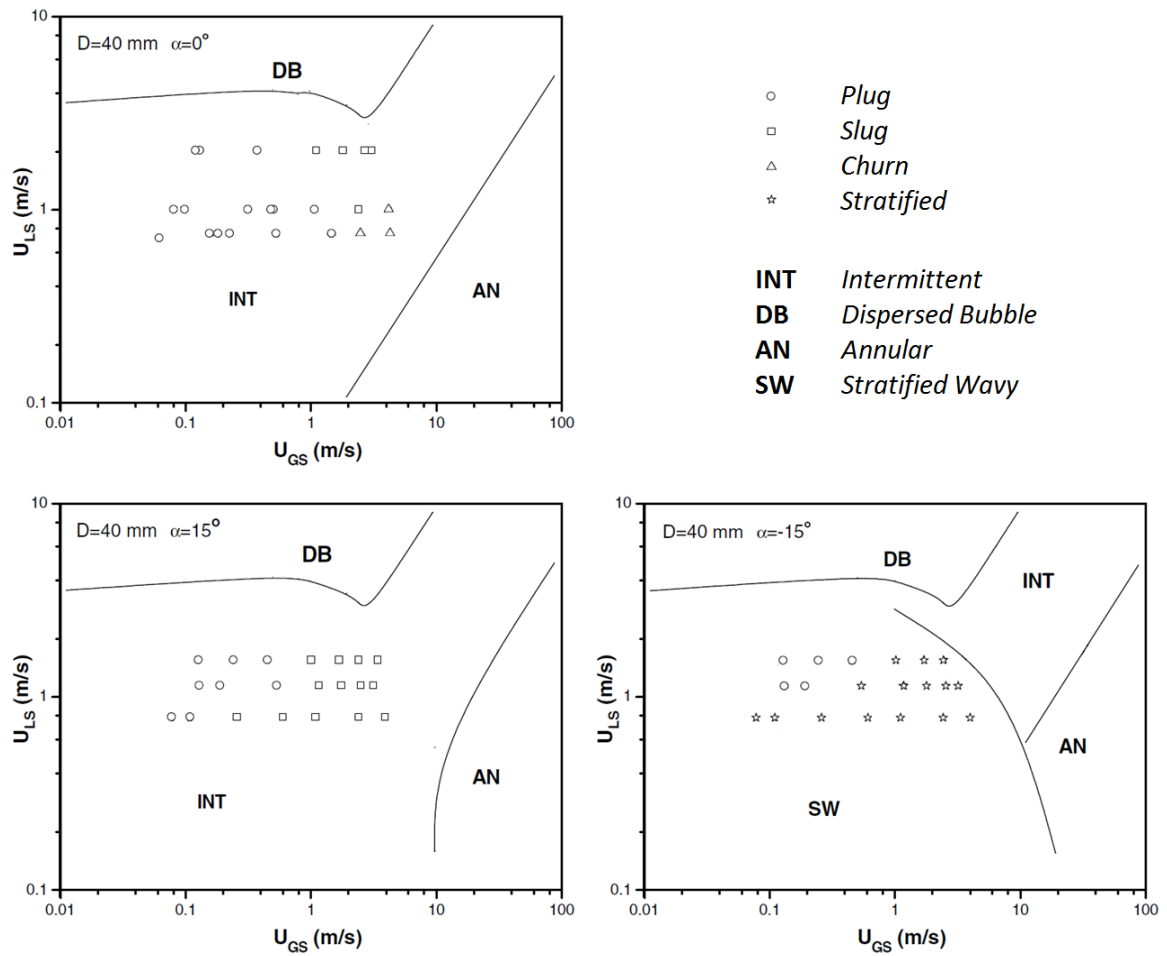 D=40 mm α=0°
DB
INT
AN
10
1
0.1
U_LS (m/s)
0.01 0.1 1 10 100
U_GS (m/s)
Plug
Slug
Churn
Stratified
INT Intermittent
DB Dispersed Bubble
AN Annular
SW Stratified Wavy
D=40 mm α=15°
DB
INT
AN
10
1
0.1
U_LS (m/s)
0.01 0.1 1 10 100
U_GS (m/s)
D=40 mm α=-15°
DB
INT
AN
SW
10
1
0.1
U_LS (m/s)
0.01 0.1 1 10 100
U_GS (m/s)